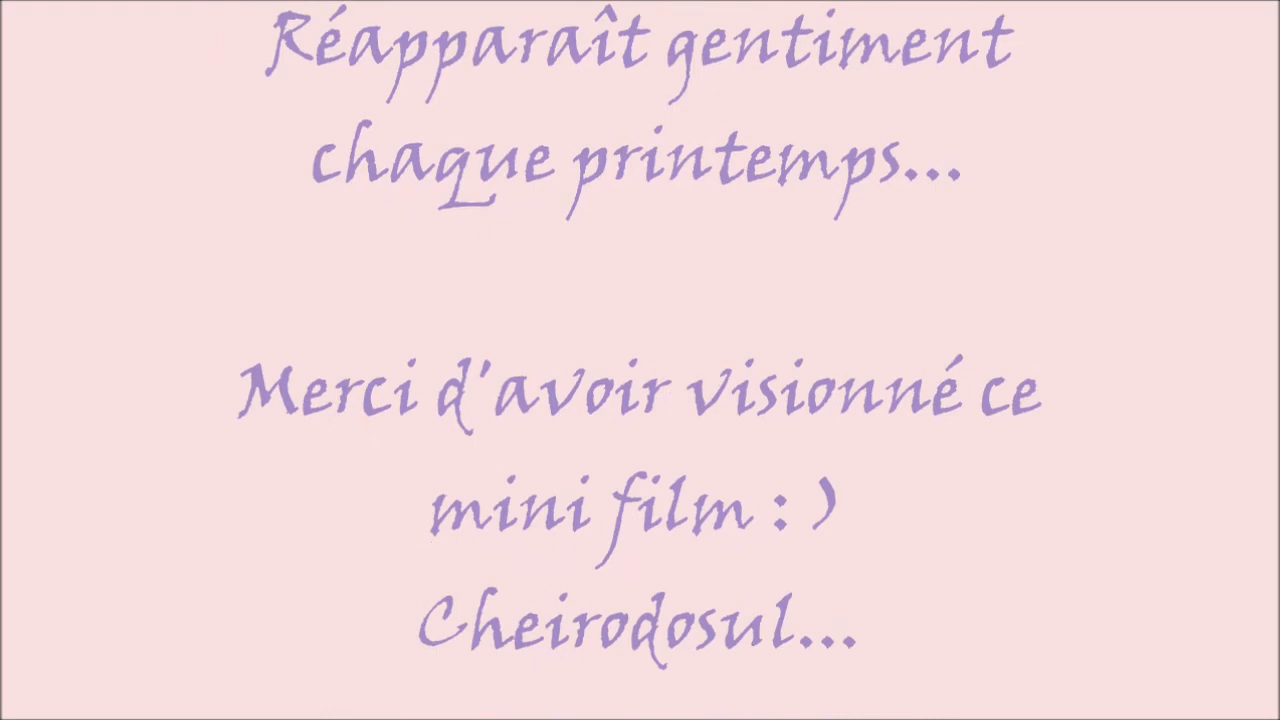 Réapparaît gentiment
chaque printemps...
Merci d'avoir visionné ce
mini film : )
Cheirodosul...